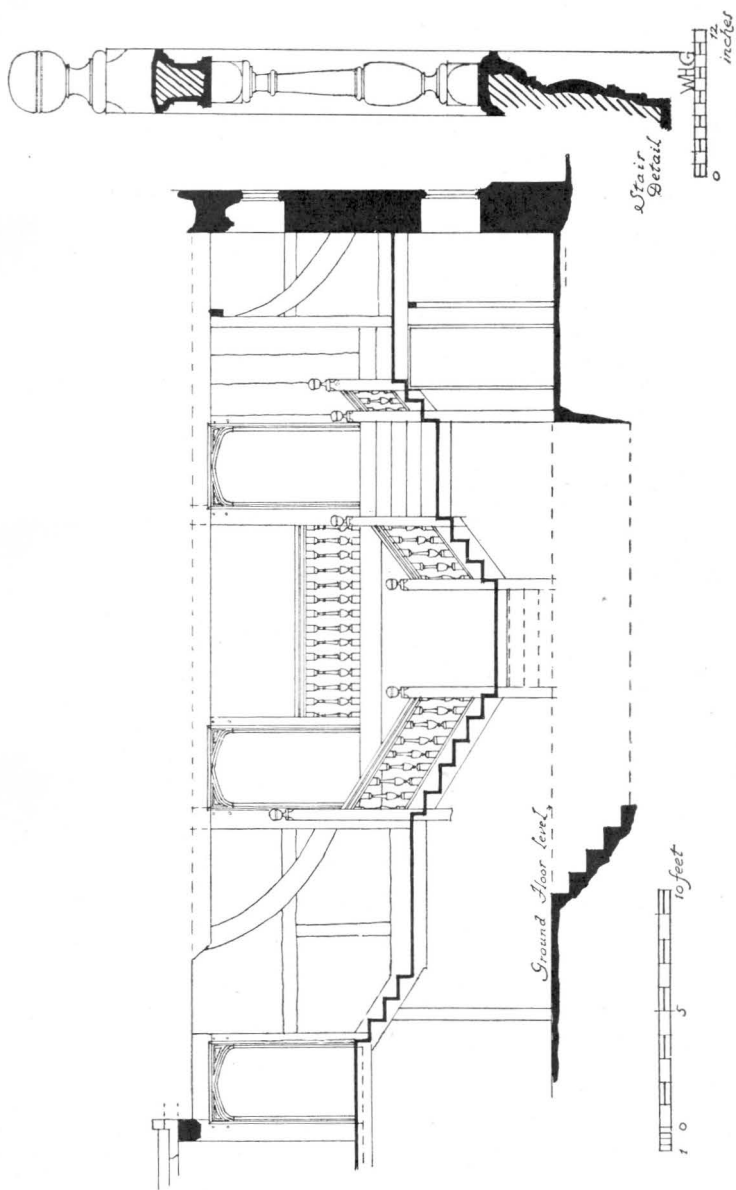 Stair
Detail
WHG
0 12
inches
Ground Floor level
1 0 5 10 feet